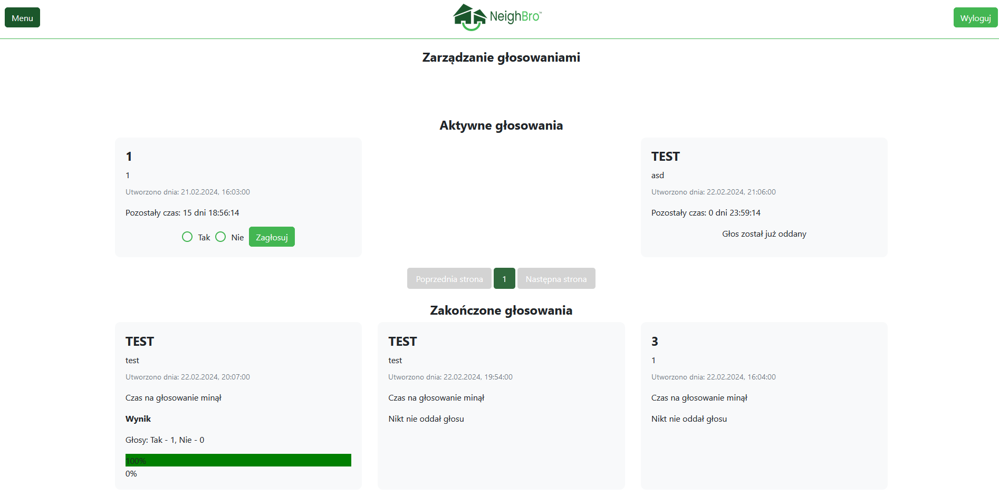 Menu
NeighBro™
Wyloguj
Zarządzanie głosowaniami
Aktywne głosowania
1
1
Utworzono dnia: 21.02.2024, 16:03:00
Pozostały czas: 15 dni 18:56:14
Tak Nie Zagłosuj
TEST
asd
Utworzono dnia: 22.02.2024, 21:06:00
Pozostały czas: 0 dni 23:59:14
Głos został już oddany
Poprzednia strona 1 Następna strona
Zakończone głosowania
TEST
test
Utworzono dnia: 22.02.2024, 20:07:00
Czas na głosowanie minął
Wynik
Głosy: Tak - 1, Nie - 0
100%
0%
TEST
test
Utworzono dnia: 22.02.2024, 19:54:00
Czas na głosowanie minął
Nikt nie oddał głosu
3
1
Utworzono dnia: 22.02.2024, 16:04:00
Czas na głosowanie minął
Nikt nie oddał głosu